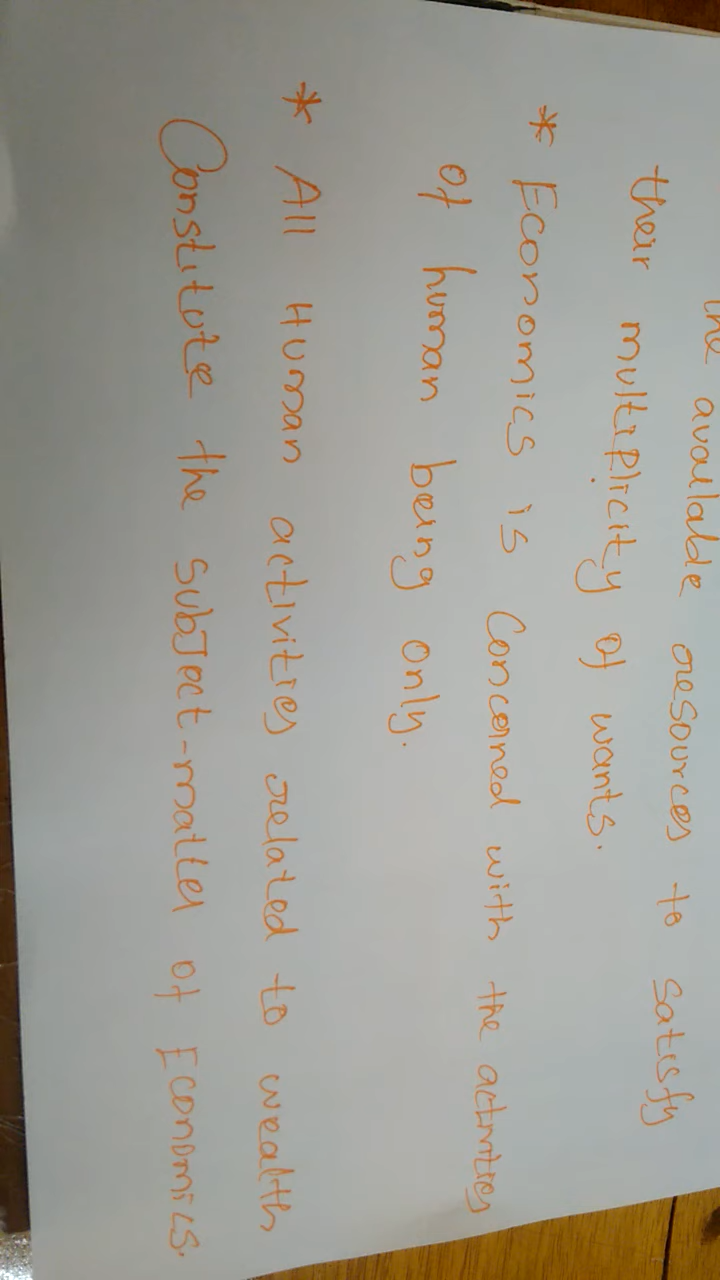 the available resources to satisfy
their multiplicity of wants.
* Economics is Concerned with the activities
of human being only.
* All Human activities related to wealth
Constitute the subject-matter of Economics.